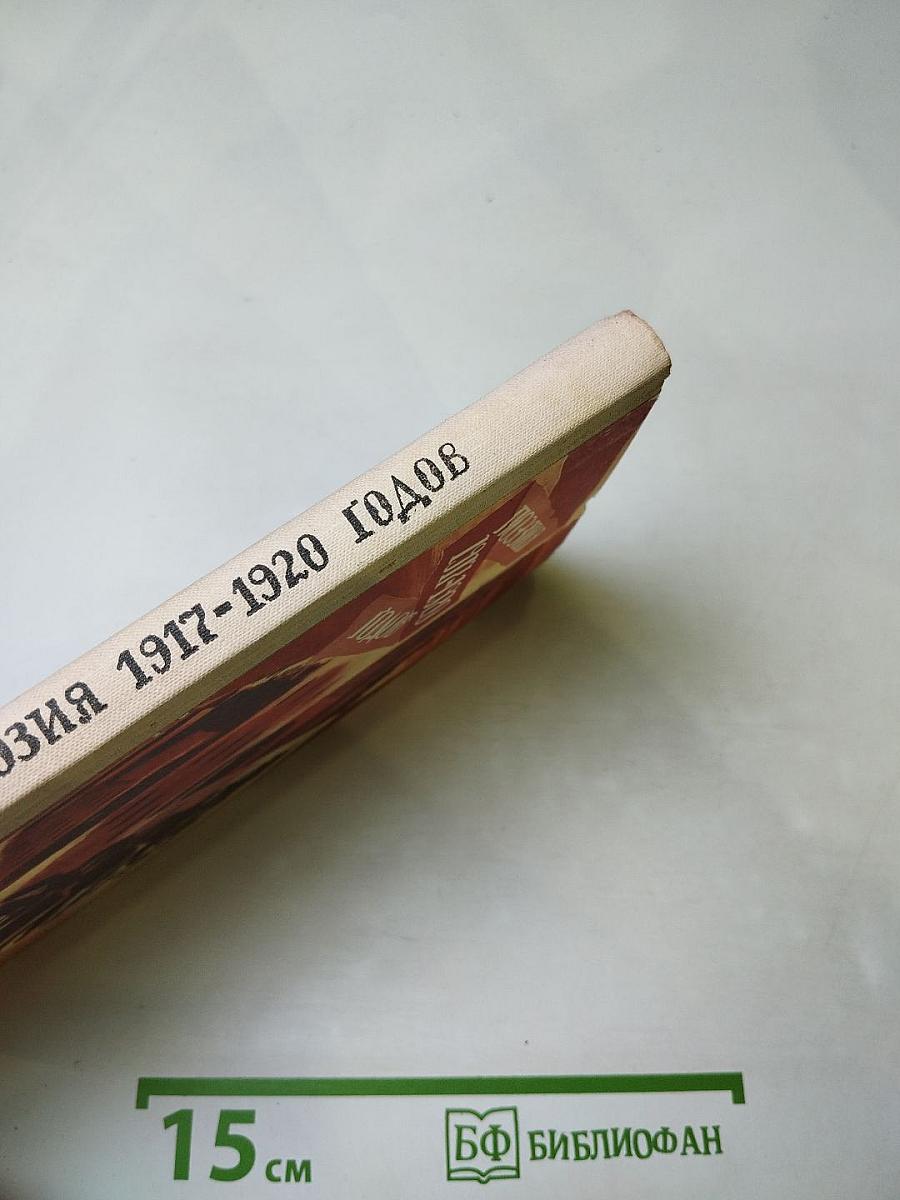 ОЗИЯ 1917-1920 ГОДОВ
15 см
БФ БИБЛИОФАН